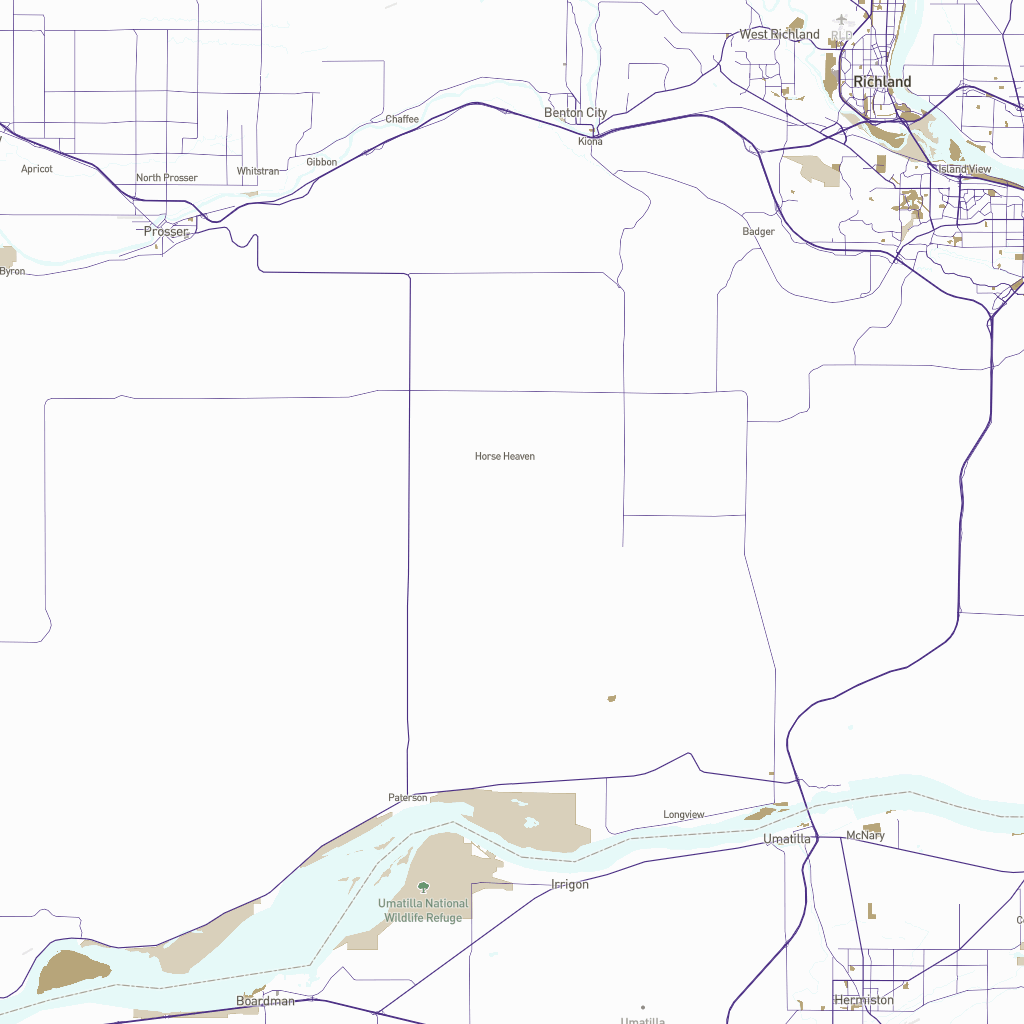 West Richland
RLD
Richland
Benton City
Chaffee
Kiona
Gibbon
Apricot
Whitstran
North Prosser
Island View
Prosser
Badger
Byron
Horse Heaven
Paterson
Longview
Umatilla
McNary
Irrigon
Umatilla National
Wildlife Refuge
Boardman
Hermiston
Umatilla